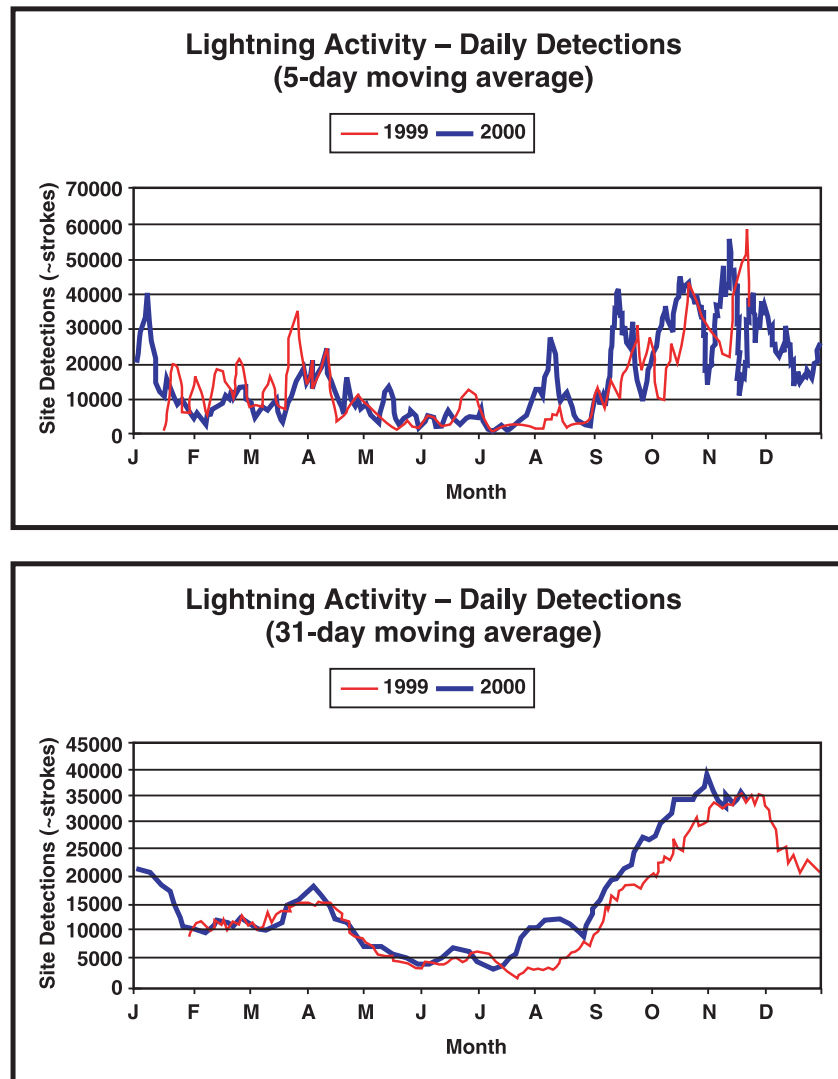 Lightning Activity – Daily Detections
(5-day moving average)
1999 2000
Site Detections (~strokes)
70000
60000
50000
40000
30000
20000
10000
0
J F M A M J J A S O N D
Month
Lightning Activity – Daily Detections
(31-day moving average)
1999 2000
Site Detections (~strokes)
45000
40000
35000
30000
25000
20000
15000
10000
5000
0
J F M A M J J A S O N D
Month